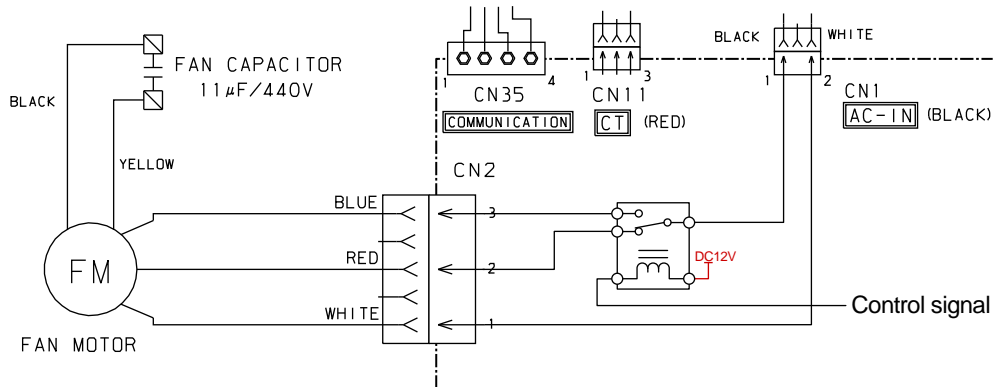 BLACK
FAN CAPACITOR
11μF/440V
YELLOW
FM
FAN MOTOR
BLUE
RED
WHITE
CN2
3
2
1
1
4
CN35
COMMUNICATION
1
3
CN11
CT (RED)
BLACK
WHITE
1
2
CN1
AC-IN (BLACK)
DC12V
Control signal